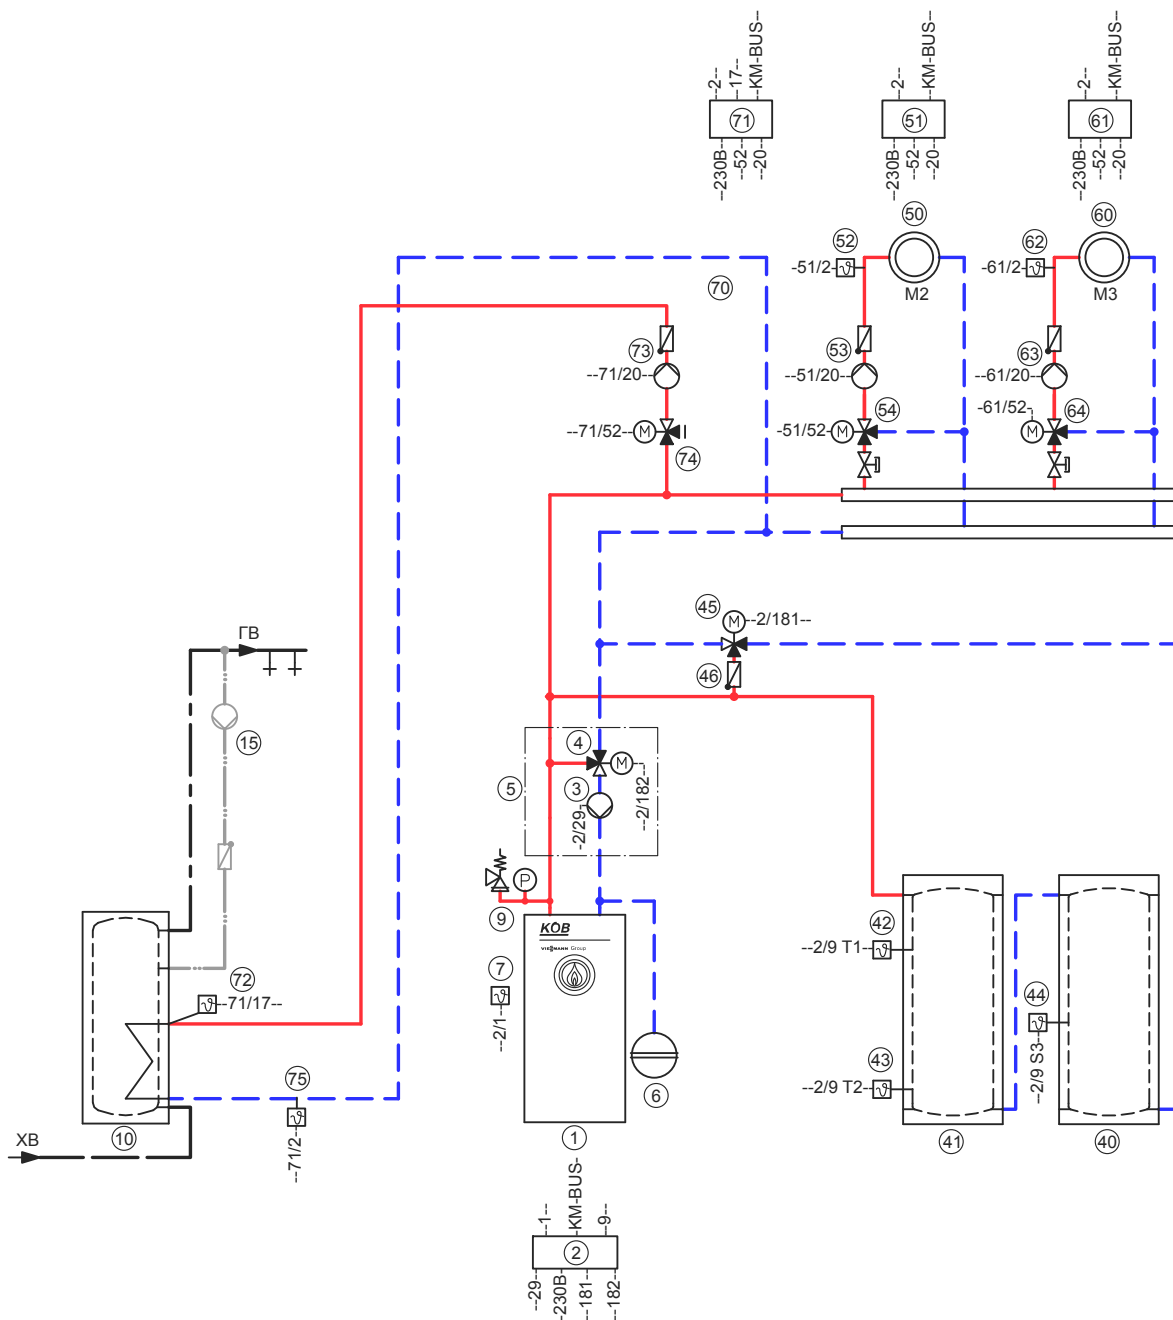 --2--
17--
KM-BUS--
71
--230В
--52
--20
--2--
KM-BUS--
51
--230В
--52
--20
--2--
KM-BUS--
61
--230В
--52
--20
50
60
52
62
-51/2-
-61/2-
M2
M3
70
73
53
63
--71/20--
--51/20--
--61/20--
--71/52--
M
74
-51/52-
M
54
-61/52-
M
64
45
M
--2/181--
46
ГВ
15
4
M
5
3
-2/29-
--2/182---
P
9
KÖB
VIESMANN Group
7
--2/1---
6
1
72
--71/17--
75
--71/2---
10
ХВ
42
--2/9 T1--
43
--2/9 T2--
44
--2/9 S3--
41
40
--1--
KM-BUS-
9--
2
--29--
-230В
--181--
--182--